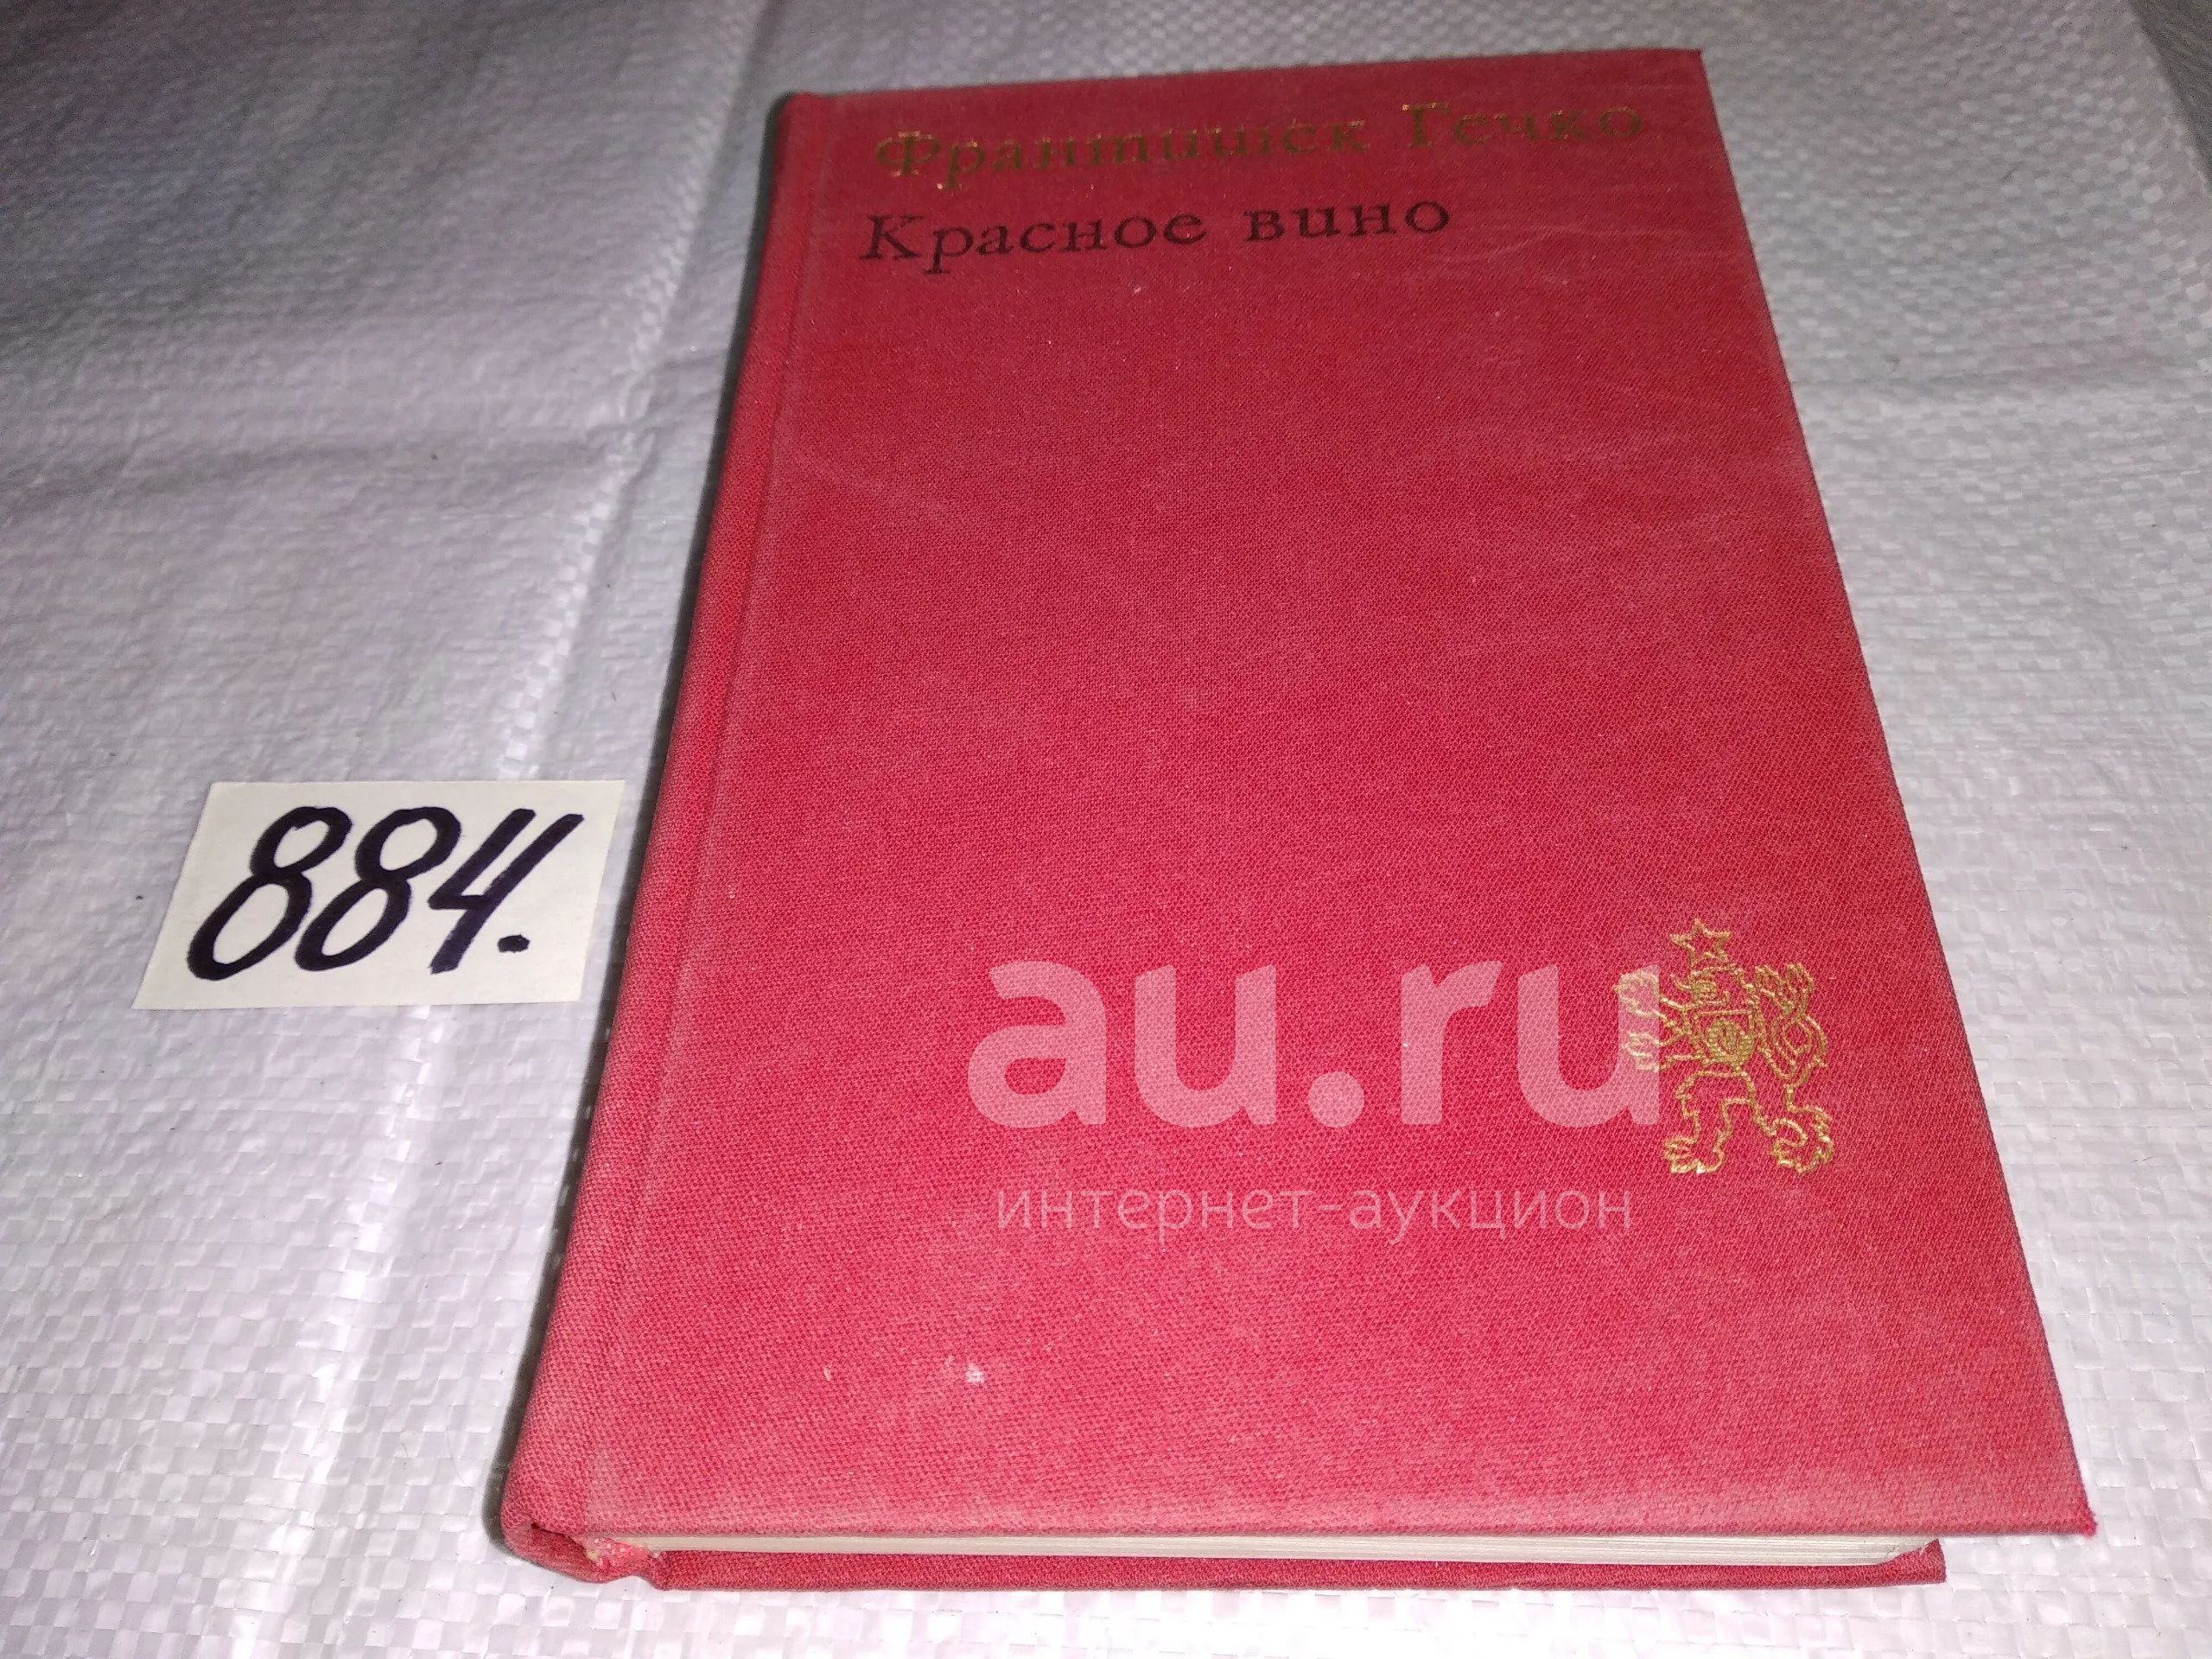 Франтишек Гечко
Красное вино
884.
au.ru
интернет-аукцион